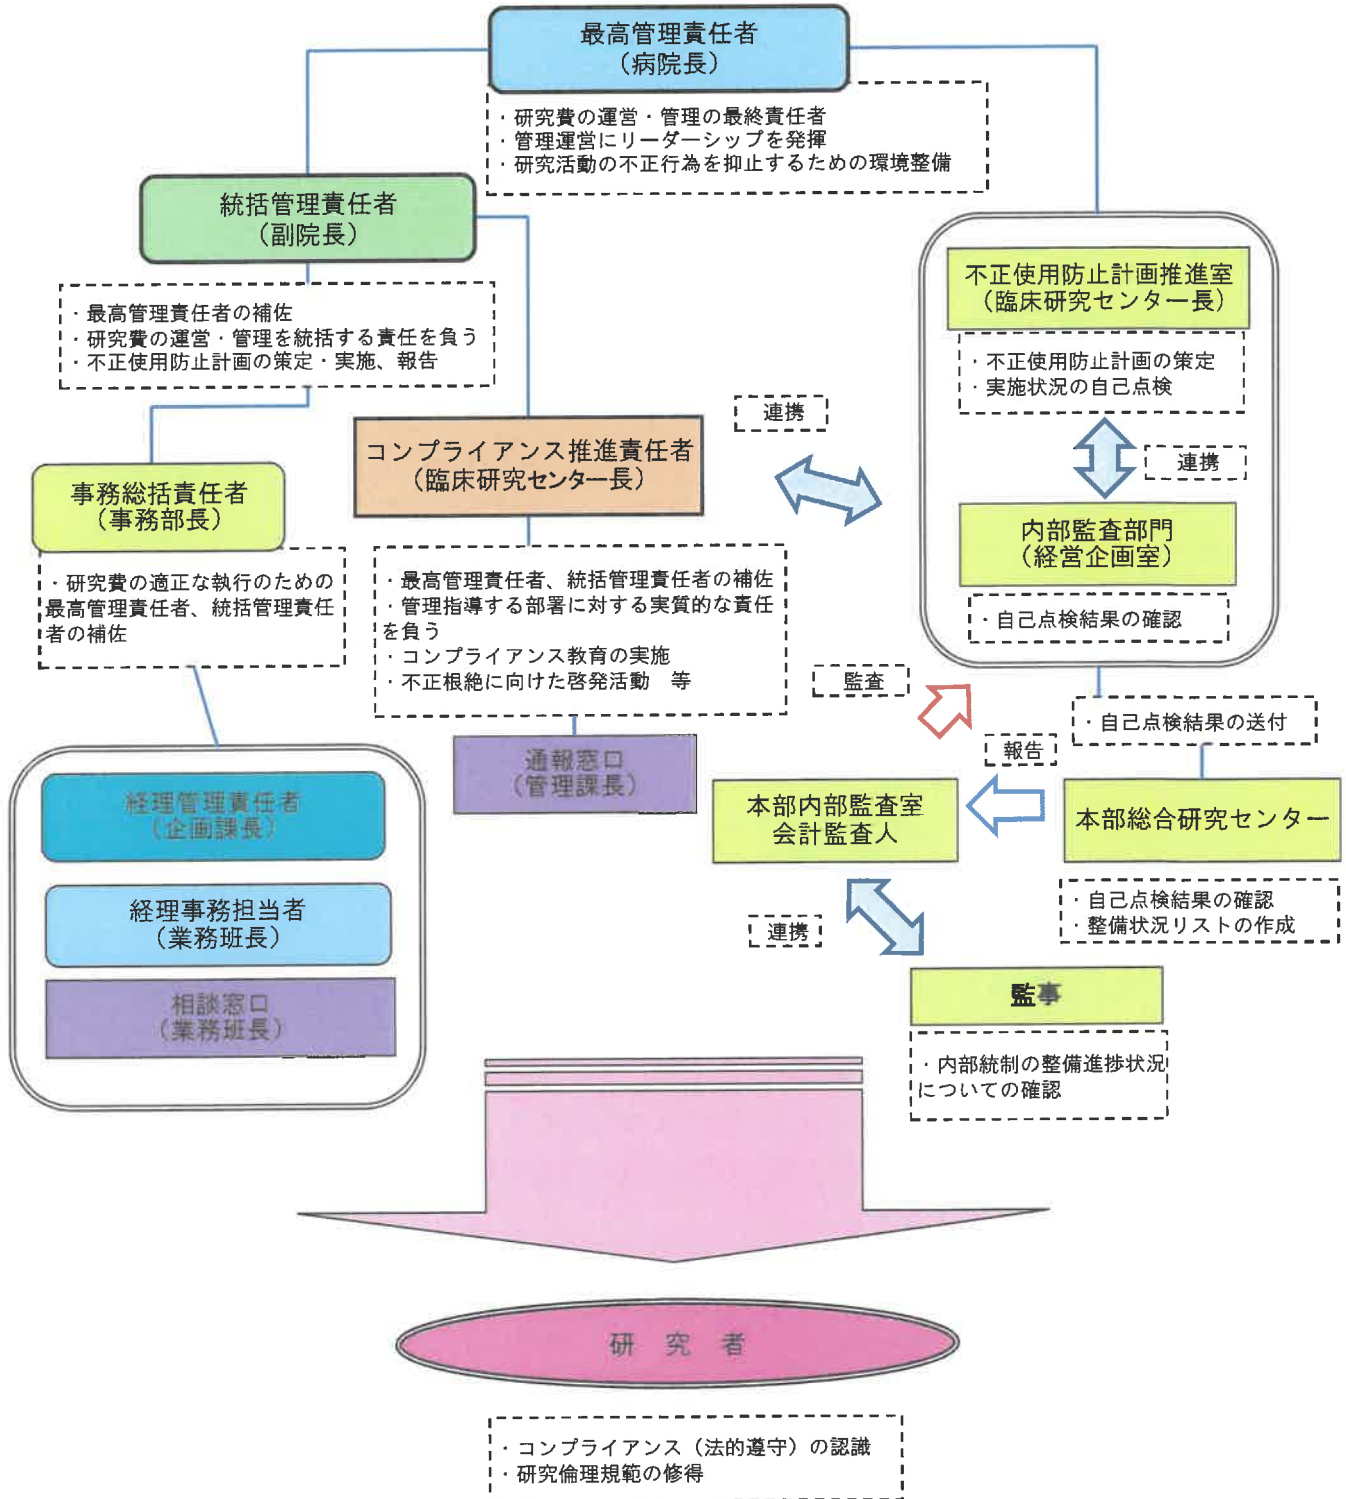 最高管理責任者
（病院長）
・研究費の運営・管理の最終責任者
・管理運営にリーダーシップを発揮
・研究活動の不正行為を抑止するための環境整備
統括管理責任者
（副院長）
・最高管理責任者の補佐
・研究費の運営・管理を統括する責任を負う
・不正使用防止計画の策定・実施、報告
不正使用防止計画推進室
（臨床研究センター長）
・不正使用防止計画の策定
・実施状況の自己点検
連携
内部監査部門
（経営企画室）
・自己点検結果の確認
連携
コンプライアンス推進責任者
（臨床研究センター長）
・最高管理責任者、統括管理責任者の補佐
・管理指導する部署に対する実質的な責任
を負う
・コンプライアンス教育の実施
・不正根絶に向けた啓発活動　等
事務総括責任者
（事務部長）
・研究費の適正な執行のための
最高管理責任者、統括管理責任
者の補佐
通報窓口
（管理課長）
経理管理責任者
（企画課長）
経理事務担当者
（業務班長）
相談窓口
（業務班長）
監査
・自己点検結果の送付
報告
本部内部監査室
会計監査人
本部総合研究センター
・自己点検結果の確認
・整備状況リストの作成
連携
監事
・内部統制の整備進捗状況
についての確認
研　究　者
・コンプライアンス（法的遵守）の認識
・研究倫理規範の修得